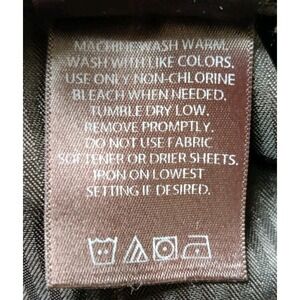 MACHINE WASH WARM.
WASH WITH LIKE COLORS.
USE ONLY NON-CHLORINE
BLEACH WHEN NEEDED.
TUMBLE DRY LOW.
REMOVE PROMPTLY.
DO NOT USE FABRIC
SOFTENER OR DRIER SHEETS.
IRON ON LOWEST
SETTING IF DESIRED.